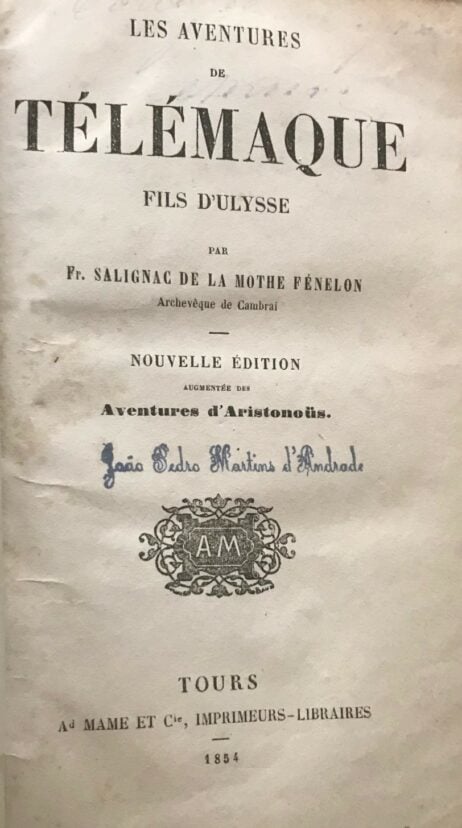 LES AVENTURES
DE
TÉLÉMAQUE
FILS D'ULYSSE
PAR
Fr. SALIGNAC DE LA MOTHE FÉNELON
Archevêque de Cambrai
NOUVELLE ÉDITION
AUGMENTÉE DES
Aventures d'Aristonoüs.
João Pedro Martins d'Andrade
AM
TOURS
Ad MAME ET Cie, IMPRIMEURS-LIBRAIRES
1854